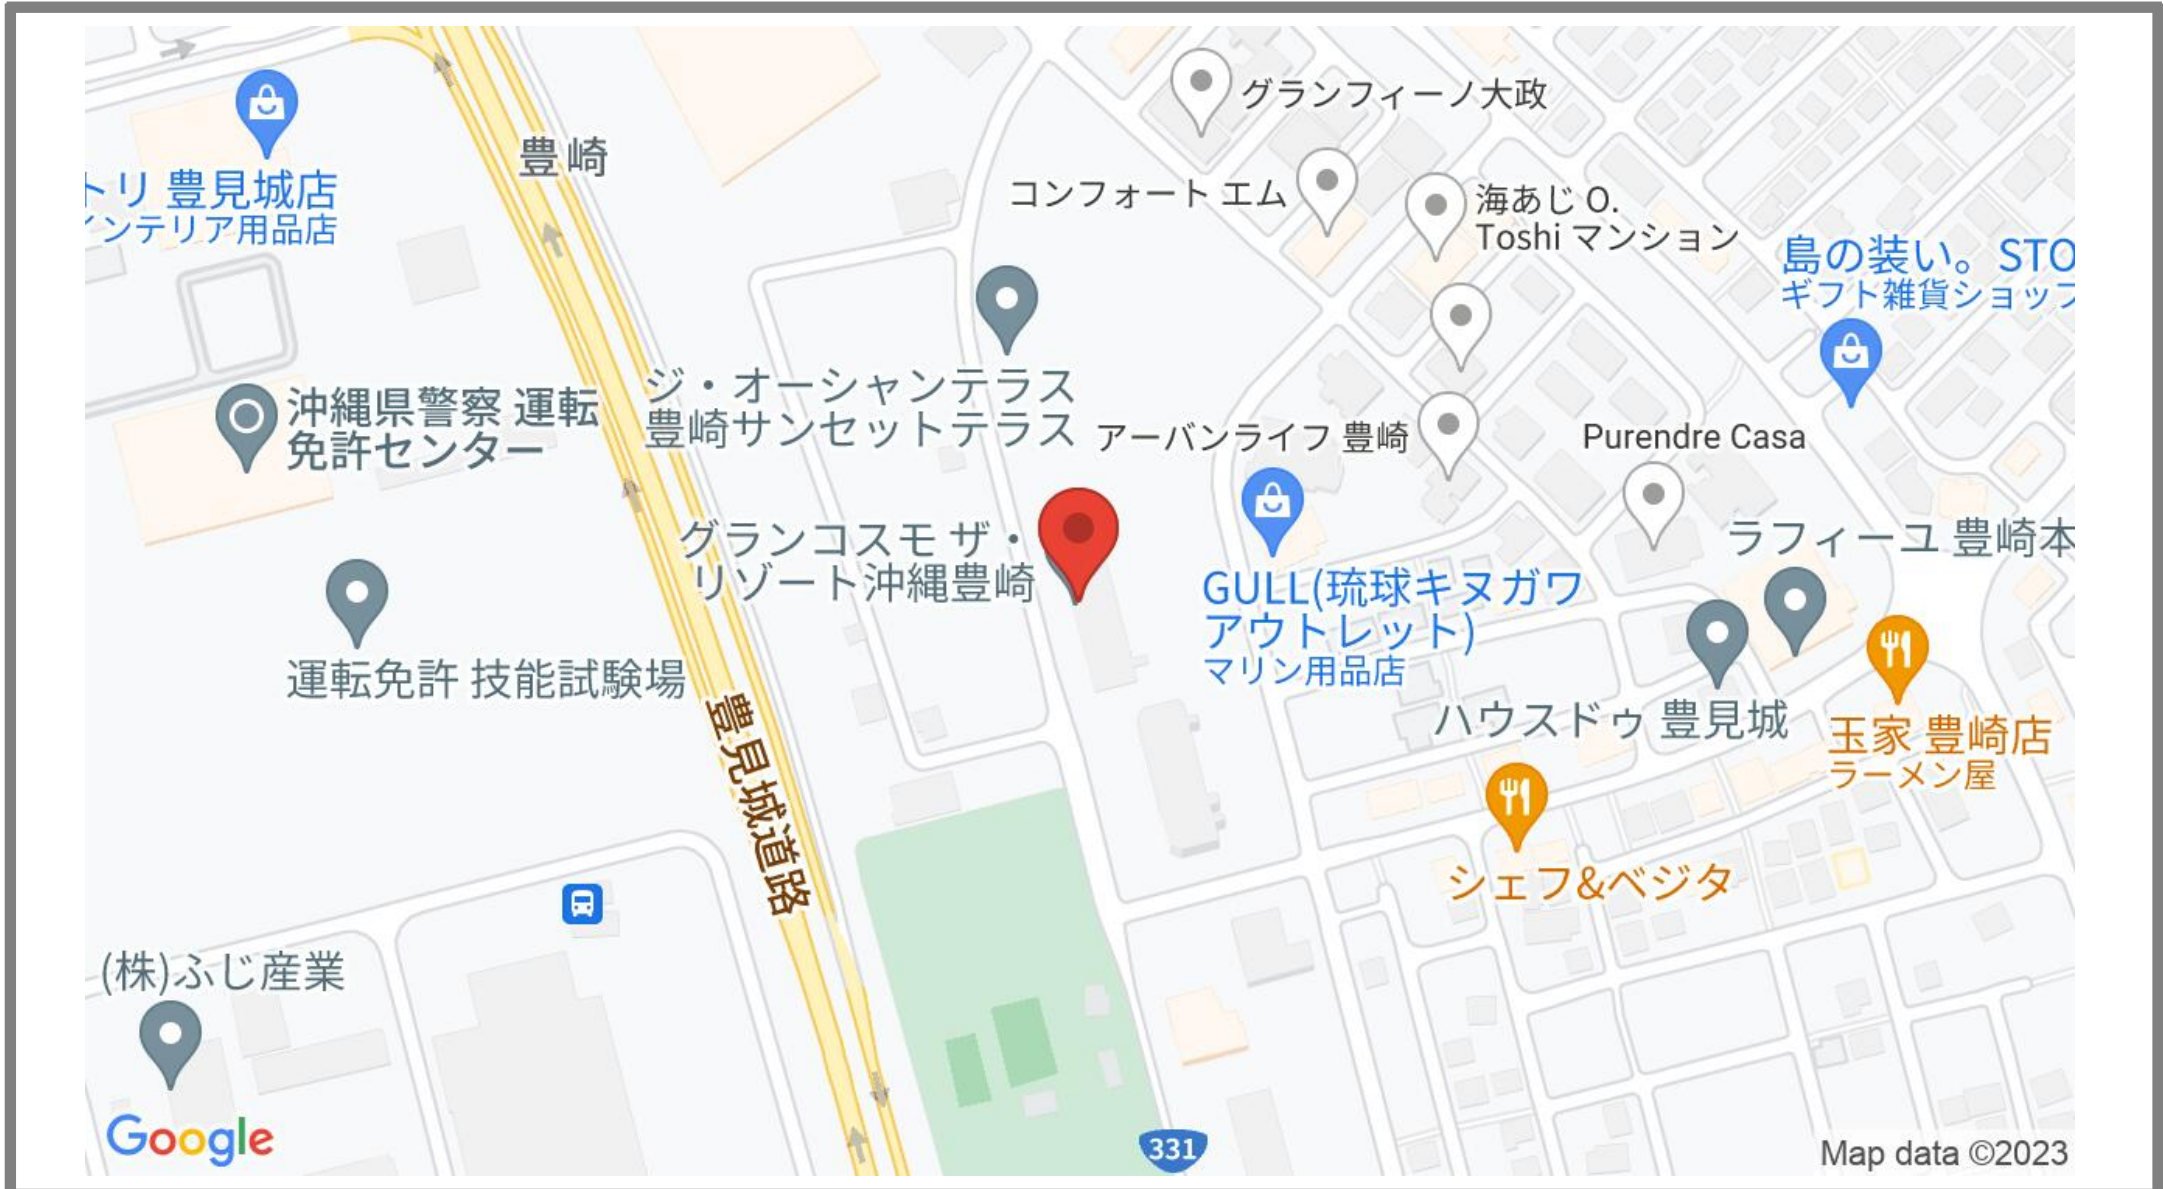 グランフィーノ大政
豊崎
トリ 豊見城店
インテリア用品店
コンフォート エム
海あじ O.
Toshi マンション
島の装い。STO
ギフト雑貨ショップ
沖縄県警察 運転
免許センター
ジ・オーシャンテラス
豊崎サンセットテラス
アーバンライフ 豊崎
Purendre Casa
グランコスモ ザ・
リゾート沖縄豊崎
ラフィーユ 豊崎本
GULL(琉球キヌガワ
アウトレット)
マリン用品店
運転免許 技能試験場
豊見城道路
ハウスドゥ 豊見城
玉家 豊崎店
ラーメン屋
シェフ&ベジタ
(株)ふじ産業
Google
331
Map data ©2023